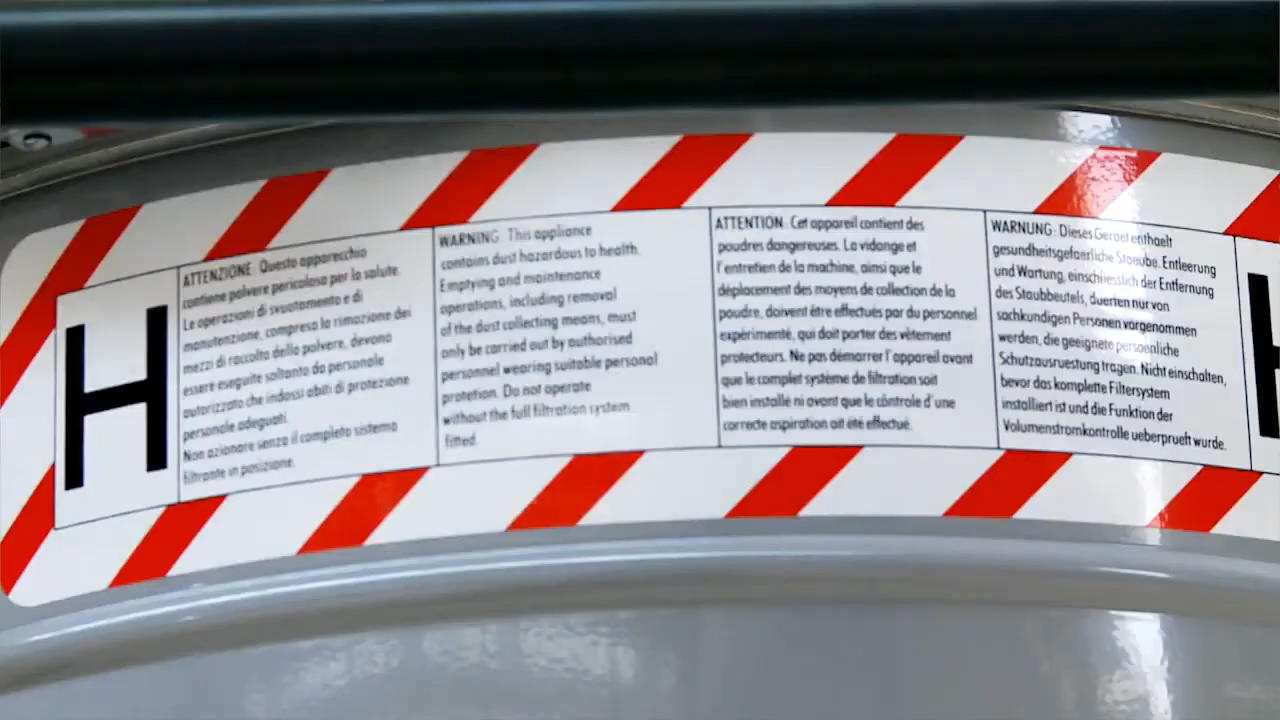 H
ATTENZIONE: Questo apparecchio
contiene polvere pericolosa per la salute.
Le operazioni di svuotamento e di
manutenzione, compresa la rimozione dei
mezzi di raccolta della polvere, devono
essere eseguite soltanto da personale
autorizzato che indossi abiti di protezione
personale adeguati.
Non azionare senza il completo sistema
filtrante in posizione.
WARNING: This appliance
contains dust hazardous to health.
Emptying and maintenance
operations, including removal
of the dust collecting means, must
only be carried out by authorised
personnel wearing suitable personal
protetion. Do not operate
without the full filtration system
fitted.
ATTENTION: Cet appareil contient des
poudres dangereuses. La vidange et
l'entretien de la machine, ainsi que le
déplacement des moyens de collection de la
poudre, doivent être effectués par du personnel
expérimenté, qui doit porter des vêtement
protecteurs. Ne pas démarrer l'appareil avant
que le complet système de filtration soit
bien installé ni avant que le côntrole d'une
correcte aspiration ait été effectué.
WARNUNG: Dieses Geraet enthaelt
gesundheitsgefaerliche Staeube. Entleerung
und Wartung, einschliesslich der Entfernung
des Staubbeutels, duerten nur von
sachkundigen Personen vorgenommen
werden, die geeignete persoenliche
Schutzausruestung tragen. Nicht einschalten,
bevor das komplette Filtersystem
installiert ist und die Funktion der
Volumenstromkontrolle ueberprueft wurde.